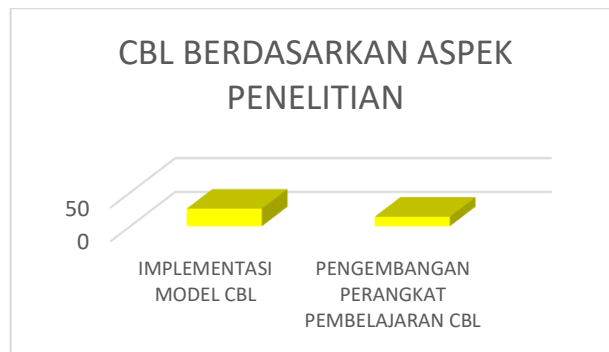 CBL BERDASARKAN ASPEK
PENELITIAN
50
0
IMPLEMENTASI
MODEL CBL
PENGEMBANGAN
PERANGKAT
PEMBELAJARAN CBL